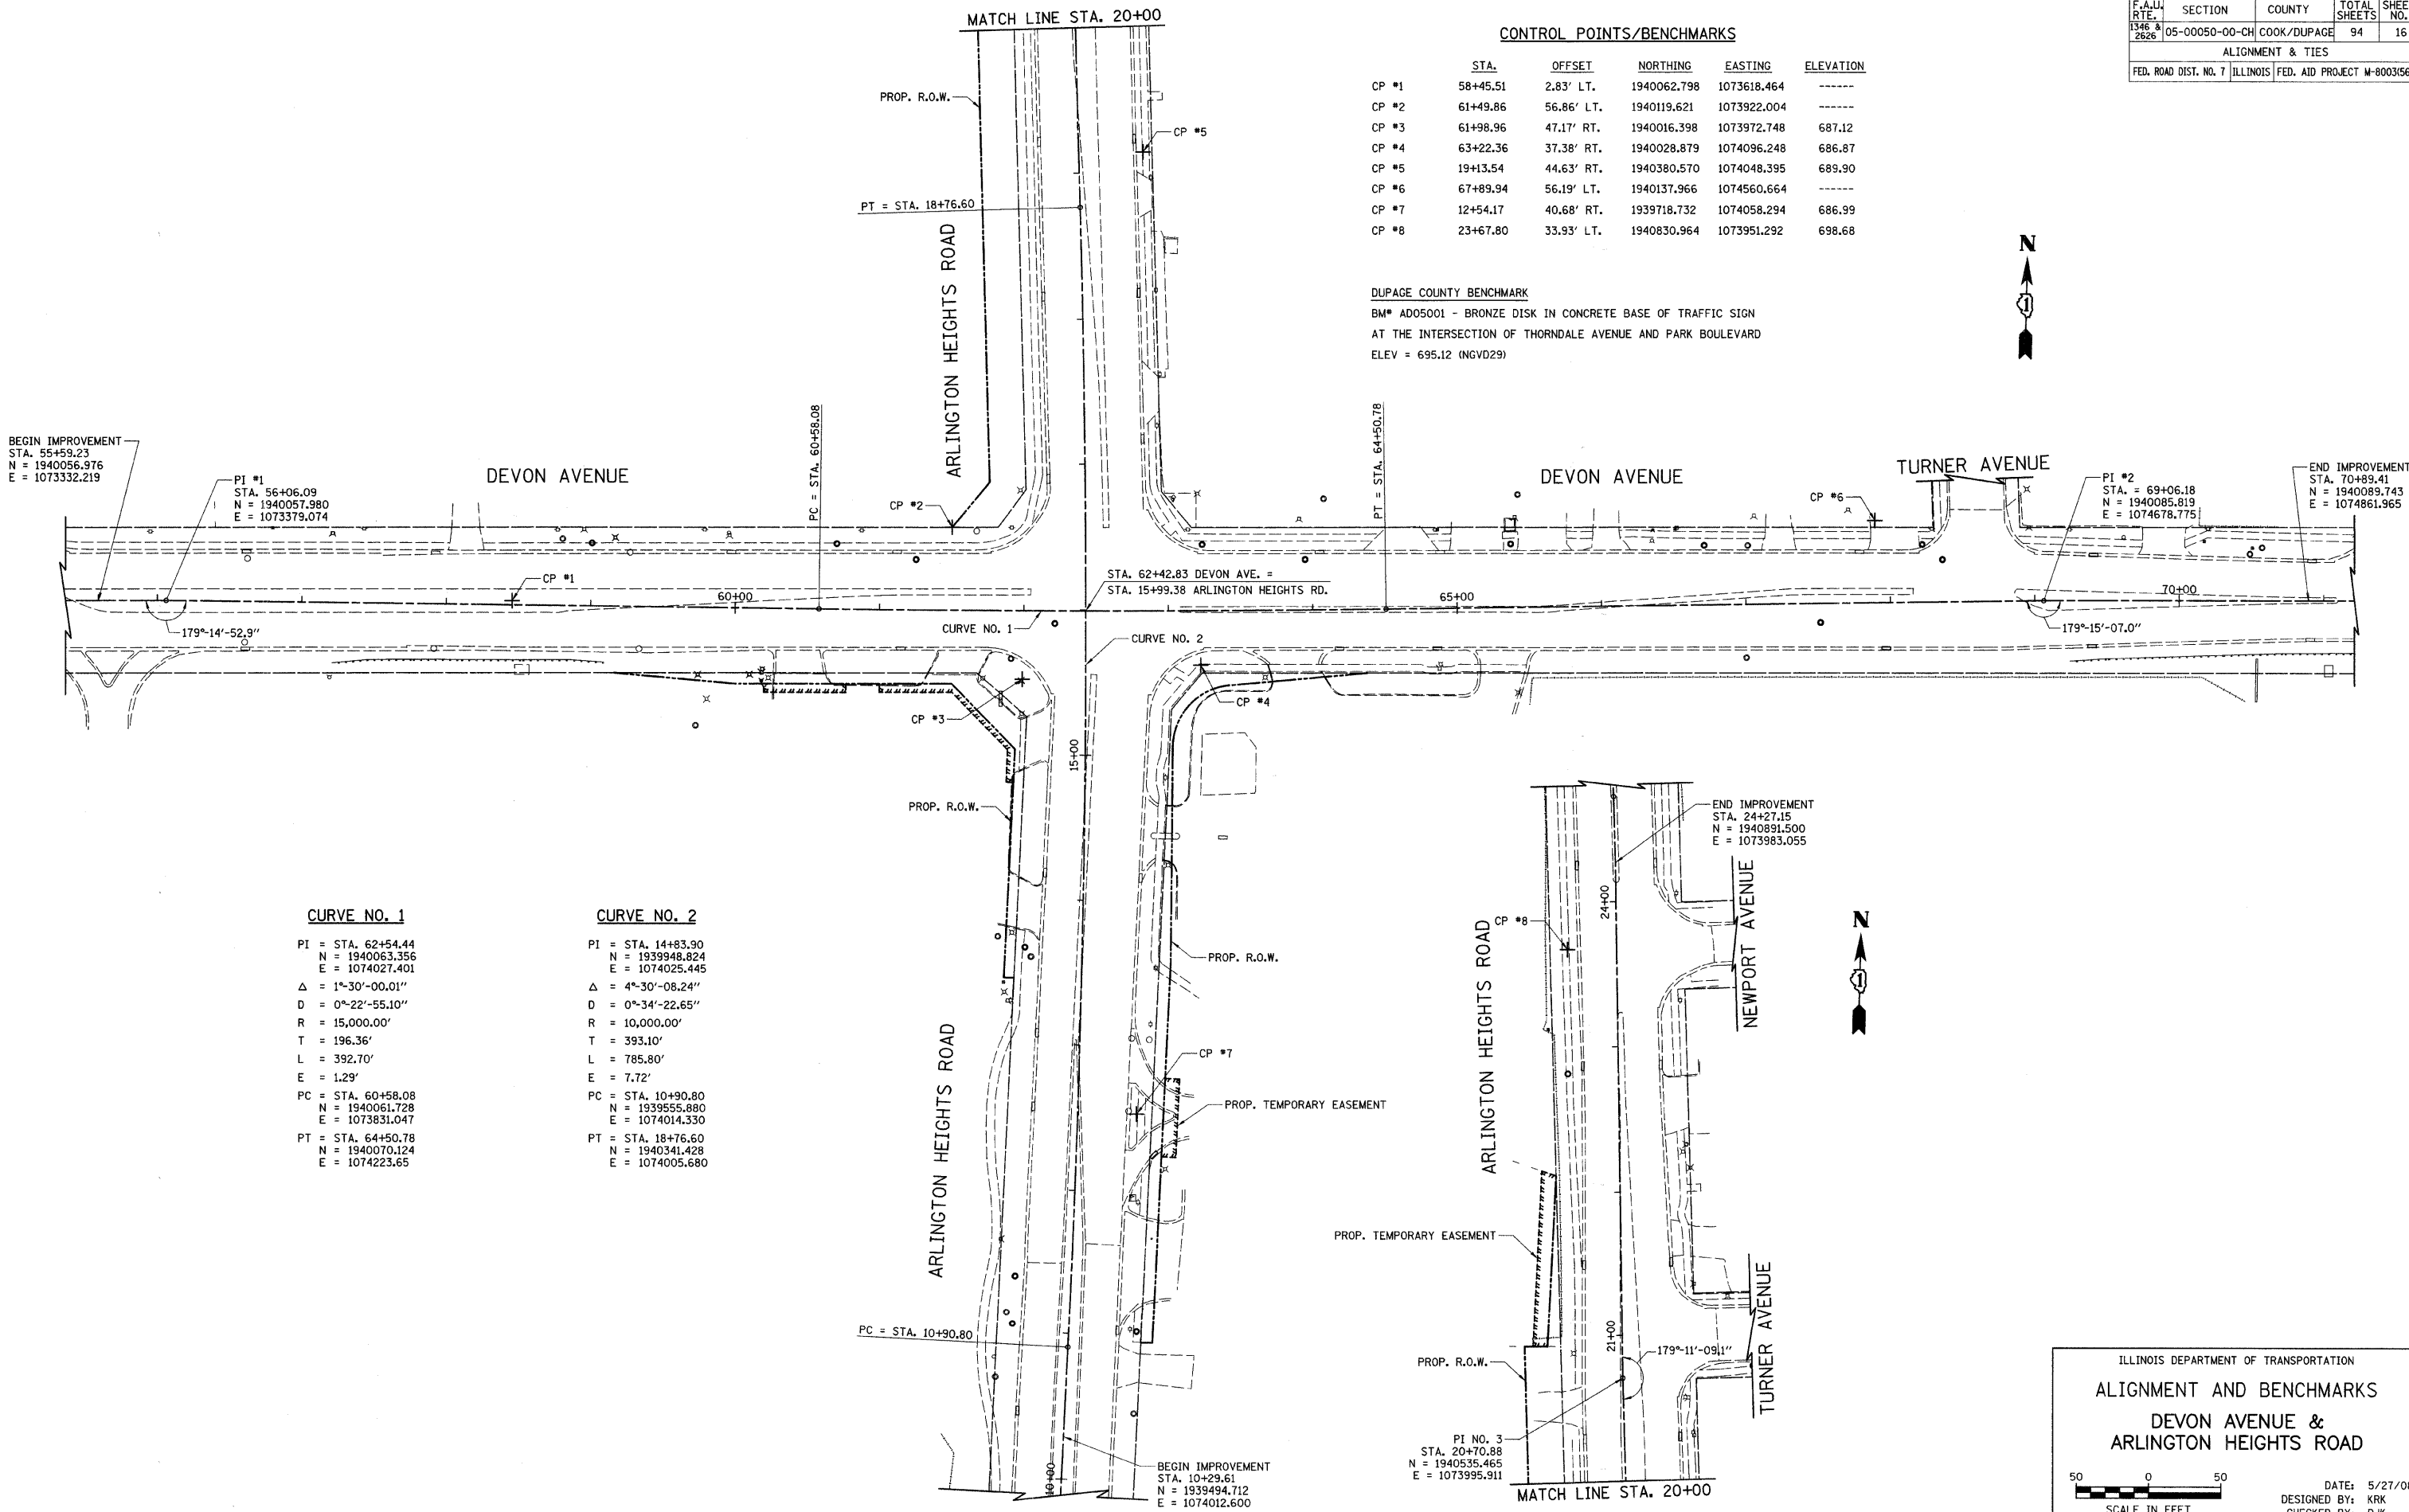 MATCH LINE STA. 20+00
F.A.U. RTE. SECTION COUNTY TOTAL SHEETS
1346 & 2626 05-00050-00-CH COOK/DUPAGE 94 16
ALIGNMENT & TIES
FED. ROAD DIST. NO. 7 ILLINOIS FED. AID PROJECT
CONTROL POINTS/BENCHMARKS
STA. OFFSET NORTHING EASTING ELEVATION
CP #1 58+45.51 2.83' LT. 1940062.798 1073618.464 ------
CP #2 61+49.86 56.86' LT. 1940119.621 1073922.004 ------
CP #3 61+98.96 47.17' RT. 1940016.398 1073972.748 687.12
CP #4 63+22.36 37.38' RT. 1940028.879 1074096.248 686.87
CP #5 19+13.54 44.63' RT. 1940380.570 1074048.395 689.90
CP #6 67+89.94 56.19' LT. 1940137.966 1074560.664 ------
CP #7 12+54.17 40.68' RT. 1939718.732 1074058.294 686.99
CP #8 23+67.80 33.93' LT. 1940830.964 1073951.292 698.68
DUPAGE COUNTY BENCHMARK
BM# AD05001 - BRONZE DISK IN CONCRETE BASE OF TRAFFIC SIGN
AT THE INTERSECTION OF THORNDALE AVENUE AND PARK BOULEVARD
ELEV = 695.12 (NGVD29)
N
1
PROP. R.O.W.
CP #5
PT = STA. 18+76.60
ARLINGTON HEIGHTS ROAD
BEGIN IMPROVEMENT
STA. 55+59.23
N = 1940056.976
E = 1073332.219
PI #1
STA. 56+06.09
N = 1940057.980
E = 1073379.074
179°-14'-52.9"
DEVON AVENUE
CP #1
60+00
PC = STA. 60+58.08
CP #2
STA. 62+42.83 DEVON AVE. =
STA. 15+99.38 ARLINGTON HEIGHTS RD.
CURVE NO. 1
CURVE NO. 2
PT = STA. 64+50.78
65+00
DEVON AVENUE
CP #6
TURNER AVENUE
PI #2
STA. = 69+06.18
N = 1940085.819
E = 1074678.775
179°-15'-07.0"
70+00
END IMPROVEMENT
STA. 70+89.41
N = 1940089.743
E = 1074861.965
CP #3
CP #4
15+00
PROP. R.O.W.
PROP. R.O.W.
CP #7
PROP. TEMPORARY EASEMENT
ARLINGTON HEIGHTS ROAD
PC = STA. 10+90.80
10+00
BEGIN IMPROVEMENT
STA. 10+29.61
N = 1939494.712
E = 1074012.600
CURVE NO. 1
PI = STA. 62+54.44
N = 1940063.356
E = 1074027.401
Δ = 1°-30'-00.01"
D = 0°-22'-55.10"
R = 15,000.00'
T = 196.36'
L = 392.70'
E = 1.29'
PC = STA. 60+58.08
N = 1940061.728
E = 1073831.047
PT = STA. 64+50.78
N = 1940070.124
E = 1074223.65
CURVE NO. 2
PI = STA. 14+83.90
N = 1939948.824
E = 1074025.445
Δ = 4°-30'-08.24"
D = 0°-34'-22.65"
R = 10,000.00'
T = 393.10'
L = 785.80'
E = 7.72'
PC = STA. 10+90.80
N = 1939555.880
E = 1074014.330
PT = STA. 18+76.60
N = 1940341.428
E = 1074005.680
END IMPROVEMENT
STA. 24+27.15
N = 1940891.500
E = 1073983.055
24+00
CP #8
ARLINGTON HEIGHTS ROAD
NEWPORT AVENUE
N
1
PROP. TEMPORARY EASEMENT
21+00
PROP. R.O.W.
179°-11'-09.1"
TURNER AVENUE
PI NO. 3
STA. 20+70.88
N = 1940535.465
E = 1073995.911
MATCH LINE STA. 20+00
ILLINOIS DEPARTMENT OF TRANSPORTATION
ALIGNMENT AND BENCHMARKS
DEVON AVENUE &
ARLINGTON HEIGHTS ROAD
50 0 50
SCALE IN FEET
DATE:
DESIGNED BY: KRK